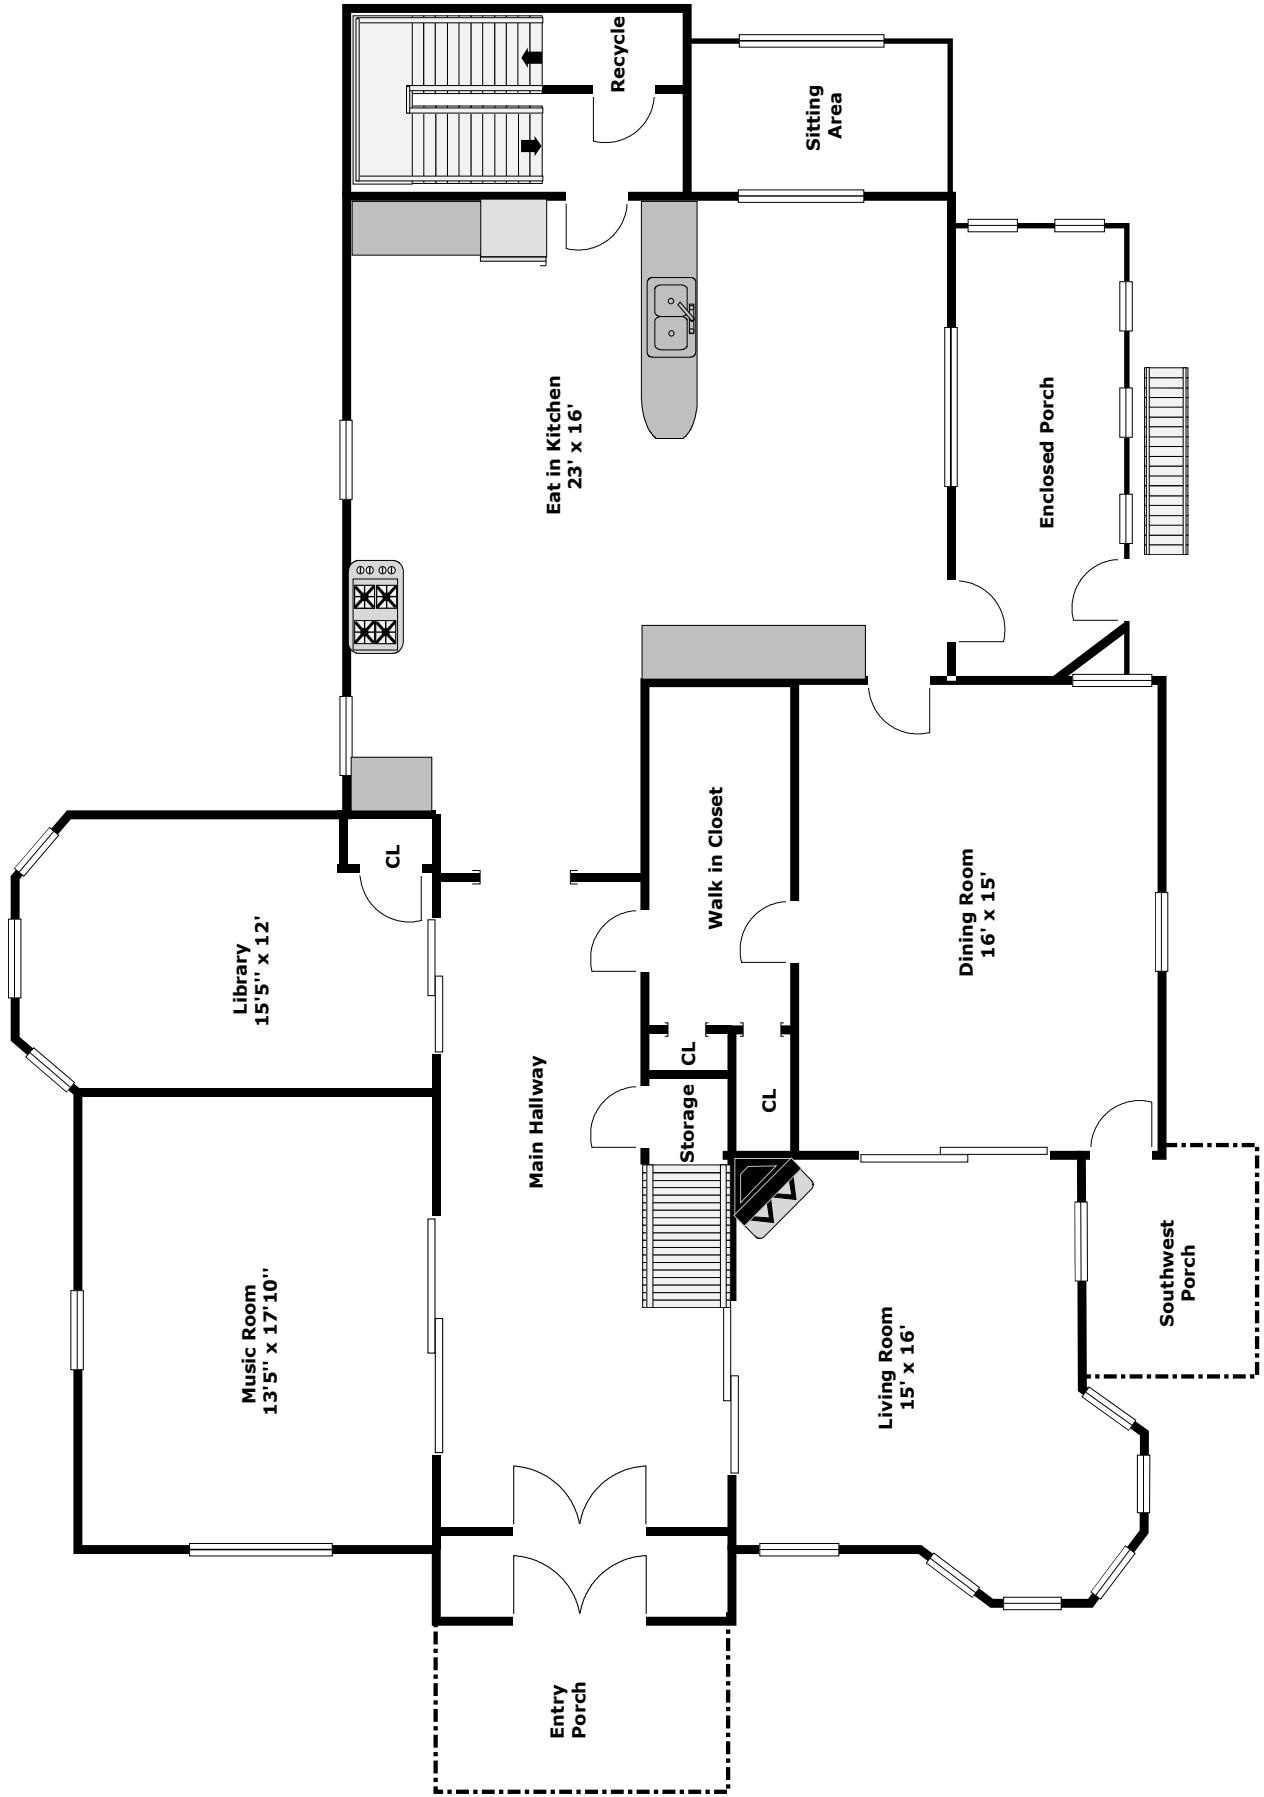 Recycle
Sitting
Area
Eat in Kitchen
23' x 16'
Enclosed Porch
CL
Walk in Closet
Library
15'5" x 12'
Dining Room
16' x 15'
CL
CL
Storage
Main Hallway
Music Room
13'5" x 17'10"
Living Room
15' x 16'
Southwest
Porch
Entry
Porch